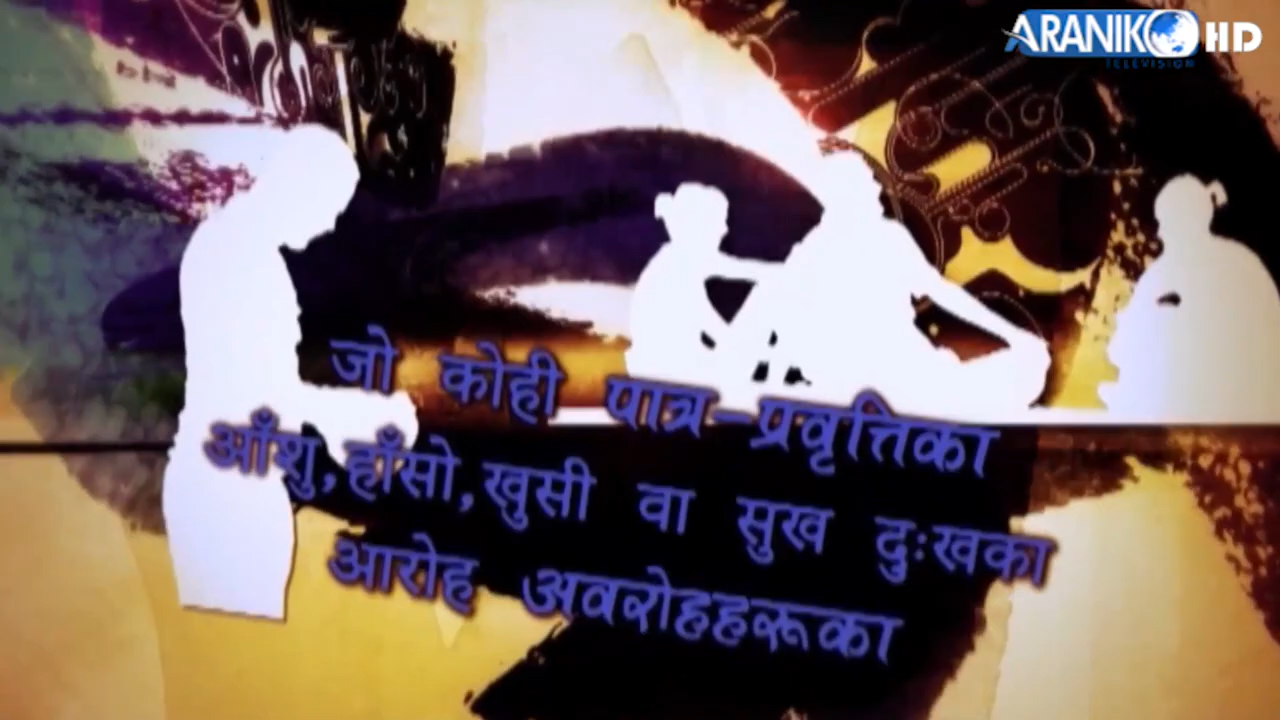 ARANIKO HD
TELEVISION
जो कोही पात्र-प्रवृत्तिका
आँशु,हाँसो,खुसी वा सुख दुःखका
आरोह अवरोहहरूका